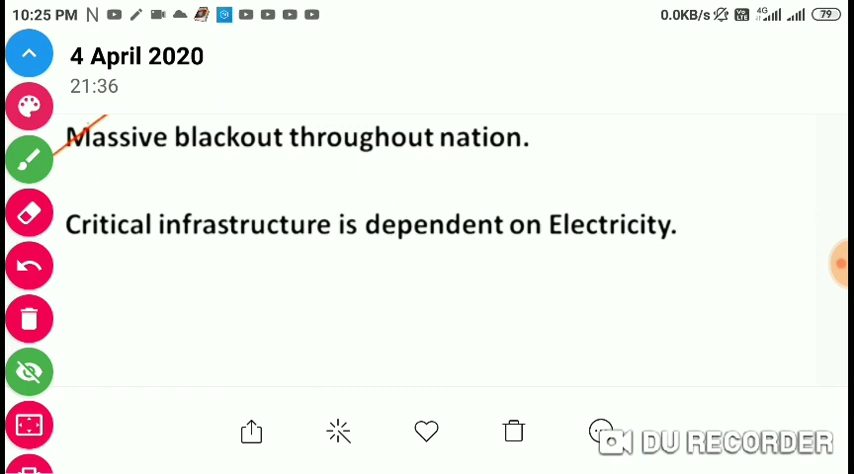 10:25 PM
0.0KB/s
4G
79
4 April 2020
21:36
Massive blackout throughout nation.
Critical infrastructure is dependent on Electricity.
DU RECORDER